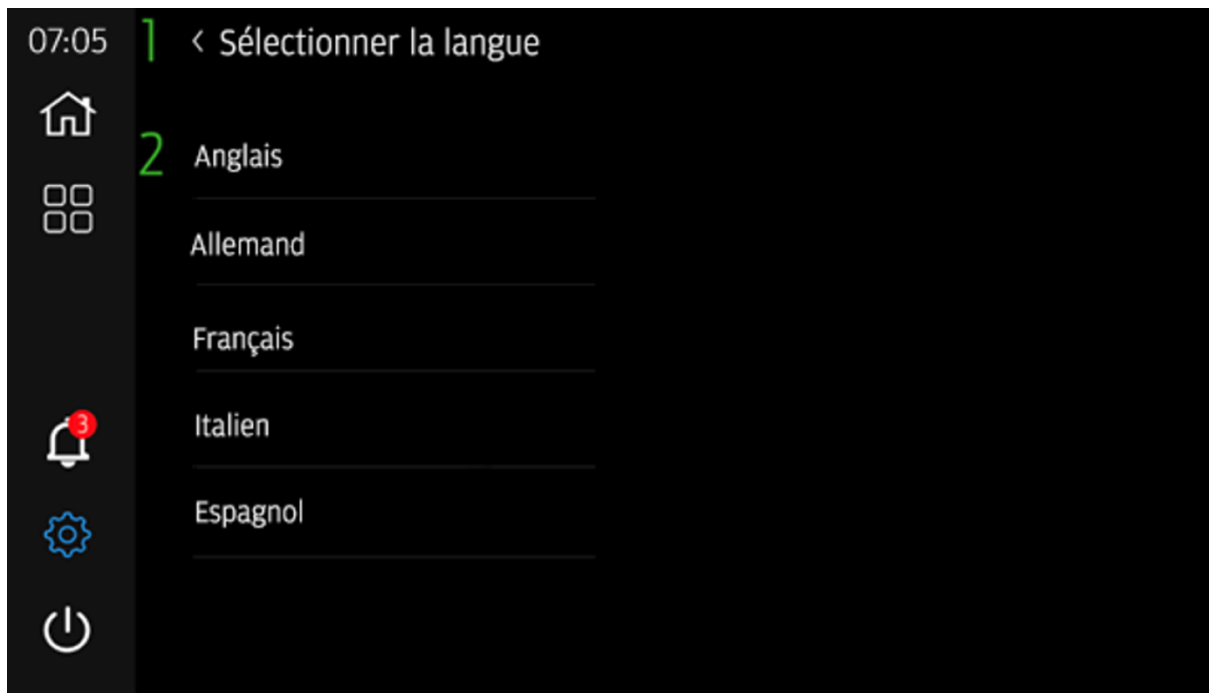 07:05
1 < Sélectionner la langue
2 Anglais
Allemand
Français
Italien
3
Espagnol